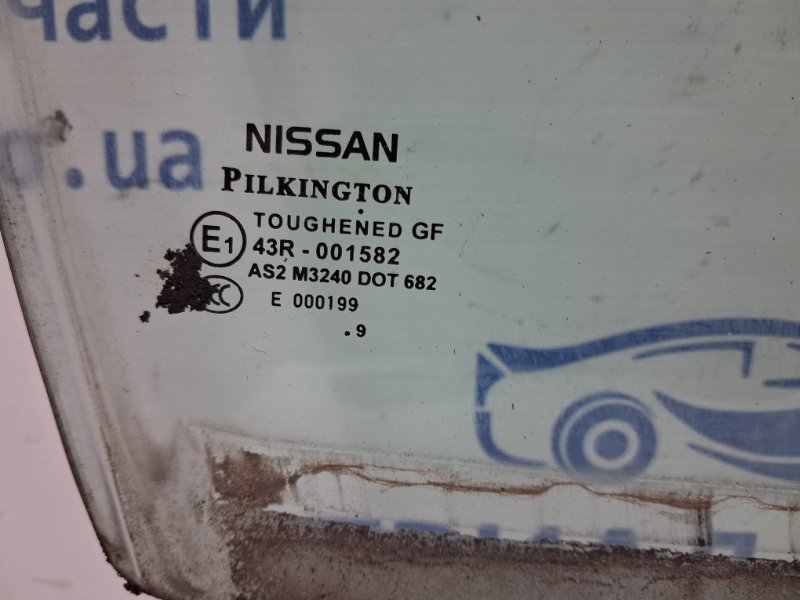 части
.ua
NISSAN
PILKINGTON
TOUGHENED GF
E1
43R - 001582
AS2 M3240 DOT 682
E 000199
.9